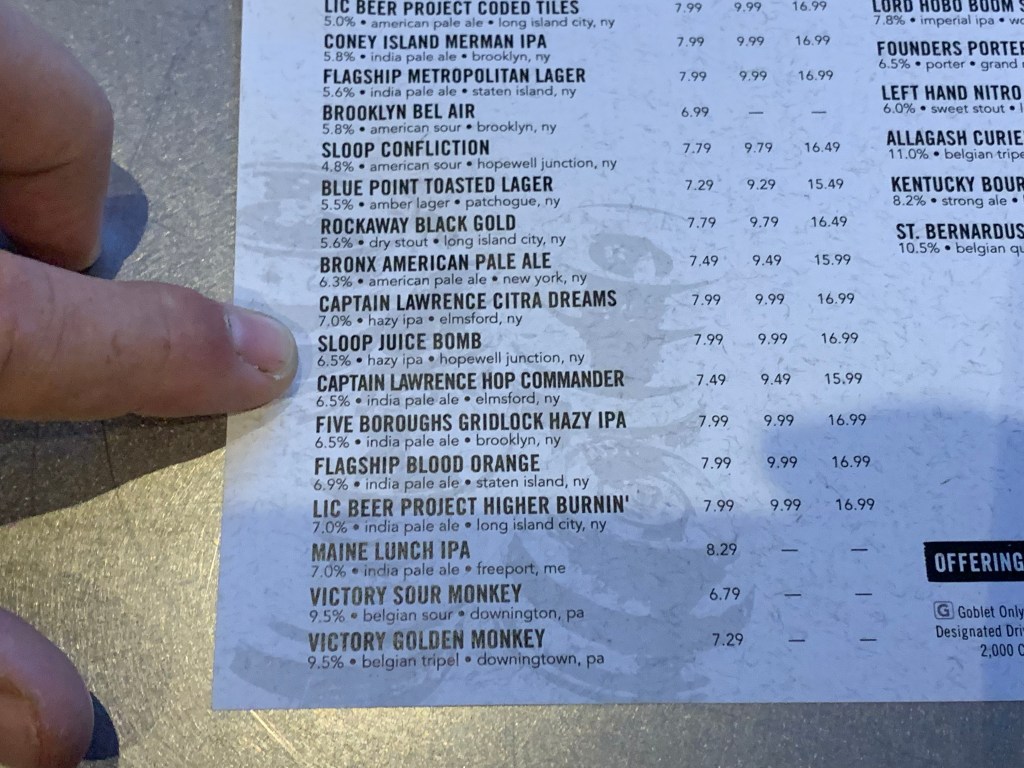 LIC BEER PROJECT CODED TILES 7.99 9.99 16.99
5.0% • american pale ale • long island city, ny
CONEY ISLAND MERMAN IPA 7.99 9.99 16.99
5.8% • india pale ale • brooklyn, ny
FLAGSHIP METROPOLITAN LAGER 7.99 9.99 16.99
5.6% • india pale ale • staten island, ny
BROOKLYN BEL AIR 6.99 — —
5.8% • american sour • brooklyn, ny
SLOOP CONFLICTION 7.79 9.79 16.49
4.8% • american sour • hopewell junction, ny
BLUE POINT TOASTED LAGER 7.29 9.29 15.49
5.5% • amber lager • patchogue, ny
ROCKAWAY BLACK GOLD 7.79 9.79 16.49
5.6% • dry stout • long island city, ny
BRONX AMERICAN PALE ALE 7.49 9.49 15.99
6.3% • american pale ale • new york, ny
CAPTAIN LAWRENCE CITRA DREAMS 7.99 9.99 16.99
7.0% • hazy ipa • elmsford, ny
SLOOP JUICE BOMB 7.99 9.99 16.99
6.5% • hazy ipa • hopewell junction, ny
CAPTAIN LAWRENCE HOP COMMANDER 7.49 9.49 15.99
6.5% • india pale ale • elmsford, ny
FIVE BOROUGHS GRIDLOCK HAZY IPA 7.99 9.99 16.99
6.5% • india pale ale • brooklyn, ny
FLAGSHIP BLOOD ORANGE 7.99 9.99 16.99
6.9% • india pale ale • staten island, ny
LIC BEER PROJECT HIGHER BURNIN' 7.99 9.99 16.99
7.0% • india pale ale • long island city, ny
MAINE LUNCH IPA 8.29 — —
7.0% • india pale ale • freeport, me
VICTORY SOUR MONKEY 6.79 — —
9.5% • belgian sour • downington, pa
VICTORY GOLDEN MONKEY 7.29 — —
9.5% • belgian tripel • downingtown, pa
LORD HOBO BOOM
7.8% • imperial ipa •
FOUNDERS PORTER
6.5% • porter • grand
LEFT HAND NITRO
6.0% • sweet stout •
ALLAGASH CURIE
11.0% • belgian tripe
KENTUCKY BOUR
8.2% • strong ale •
ST. BERNARDUS
10.5% • belgian qu
OFFERING
G Goblet Only
Designated Dri
2,000 C